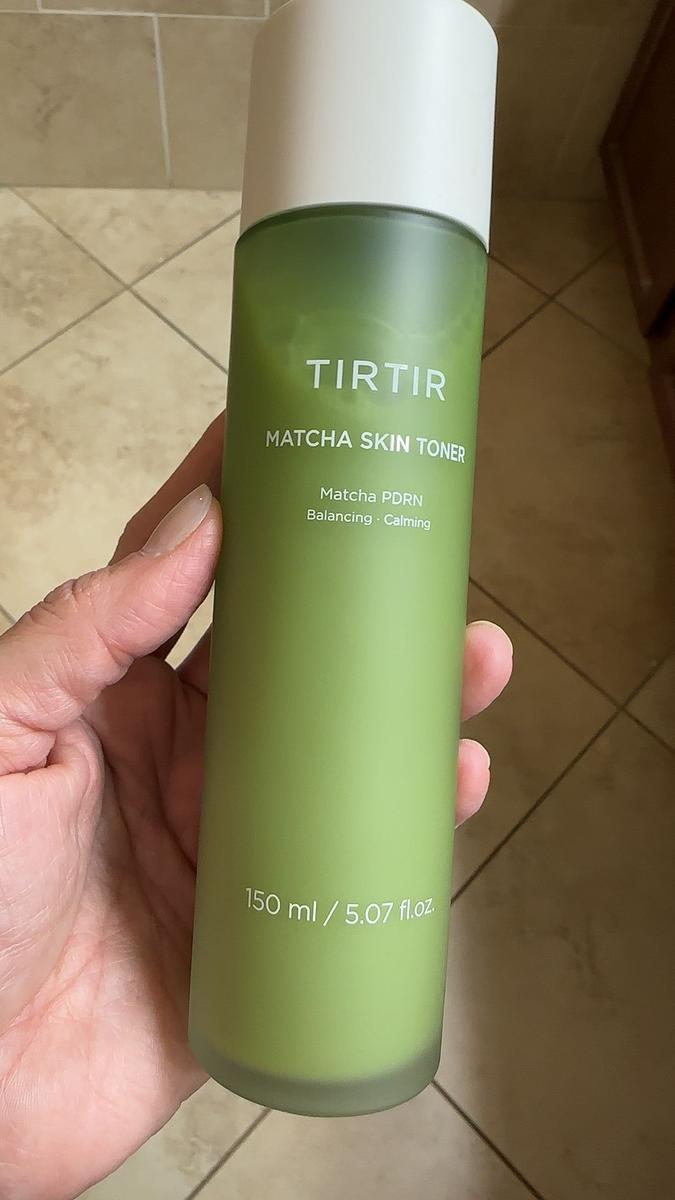 TIRTIR
MATCHA SKIN TONER
Matcha PDRN
Balancing · Calming
150 ml / 5.07 fl.oz.